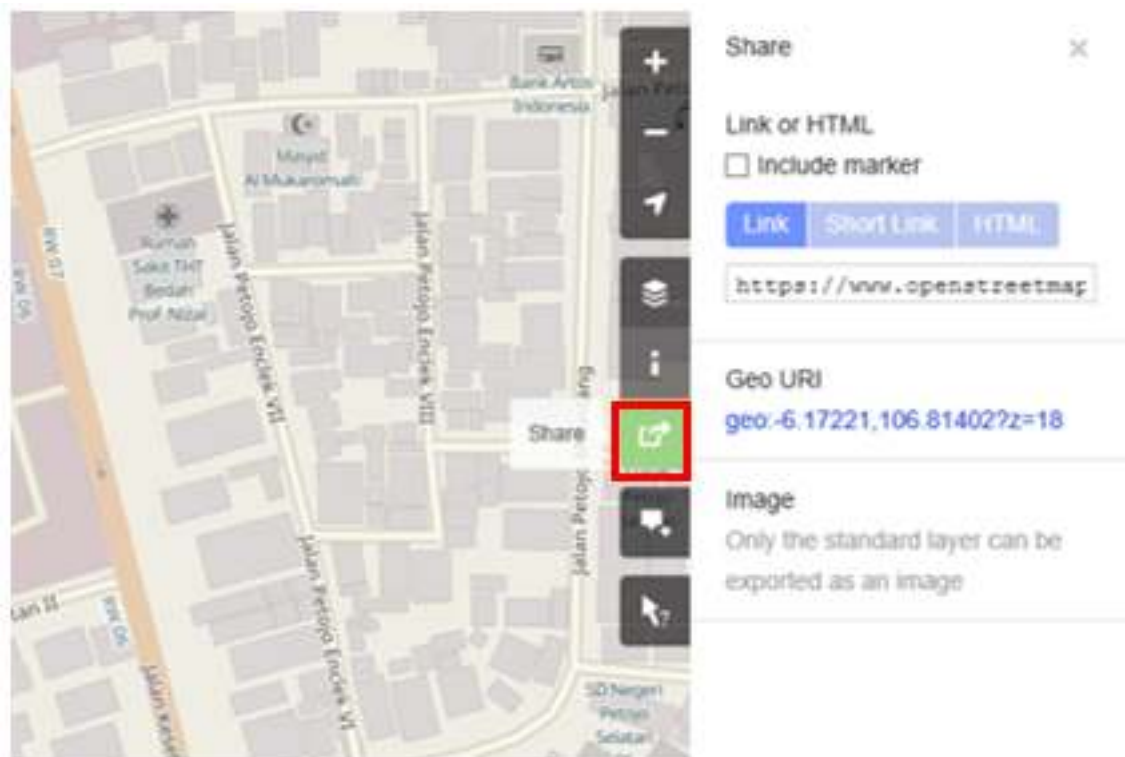 Bank Artos
Indonesia
Masjid
Al Mukaromah
Rumah
Sakit THT
Bedah
Prof. Nizar
RW 07
Jalan Petojo Enclek VII
Jalan Petojo Enclek VIII
Jalan Petojo Enclek VI
SD Negeri
Petojo
Selatan
Share
Share
Link or HTML
Include marker
Link
Short Link
HTML
https://www.openstreetmap
Geo URI
geo:-6.17221,106.81402?z=18
Image
Only the standard layer can be
exported as an image